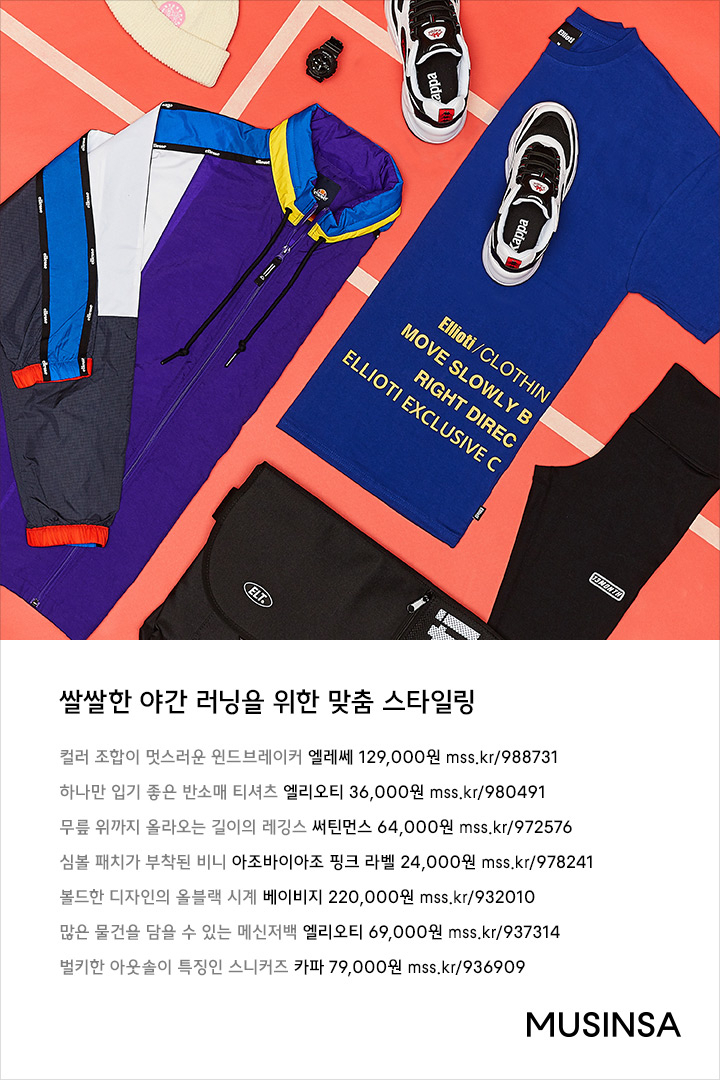 Kappa
Ellioti
Kappa
ellesse
Ellioti/CLOTHIN
MOVE SLOWLY B
RIGHT DIREC
ELLIOTI EXCLUSIVE C
ELT.
쌀쌀한 야간 러닝을 위한 맞춤 스타일링
컬러 조합이 멋스러운 윈드브레이커 엘레쎄 129,000원 mss.kr/988731
하나만 입기 좋은 반소매 티셔츠 엘리오티 36,000원 mss.kr/980491
무릎 위까지 올라오는 길이의 레깅스 써틴먼스 64,000원 mss.kr/972576
심볼 패치가 부착된 비니 아조바이아조 핑크 라벨 24,000원 mss.kr/978241
볼드한 디자인의 올블랙 시계 베이비지 220,000원 mss.kr/932010
많은 물건을 담을 수 있는 메신저백 엘리오티 69,000원 mss.kr/937314
벌키한 아웃솔이 특징인 스니커즈 카파 79,000원 mss.kr/936909
MUSINSA